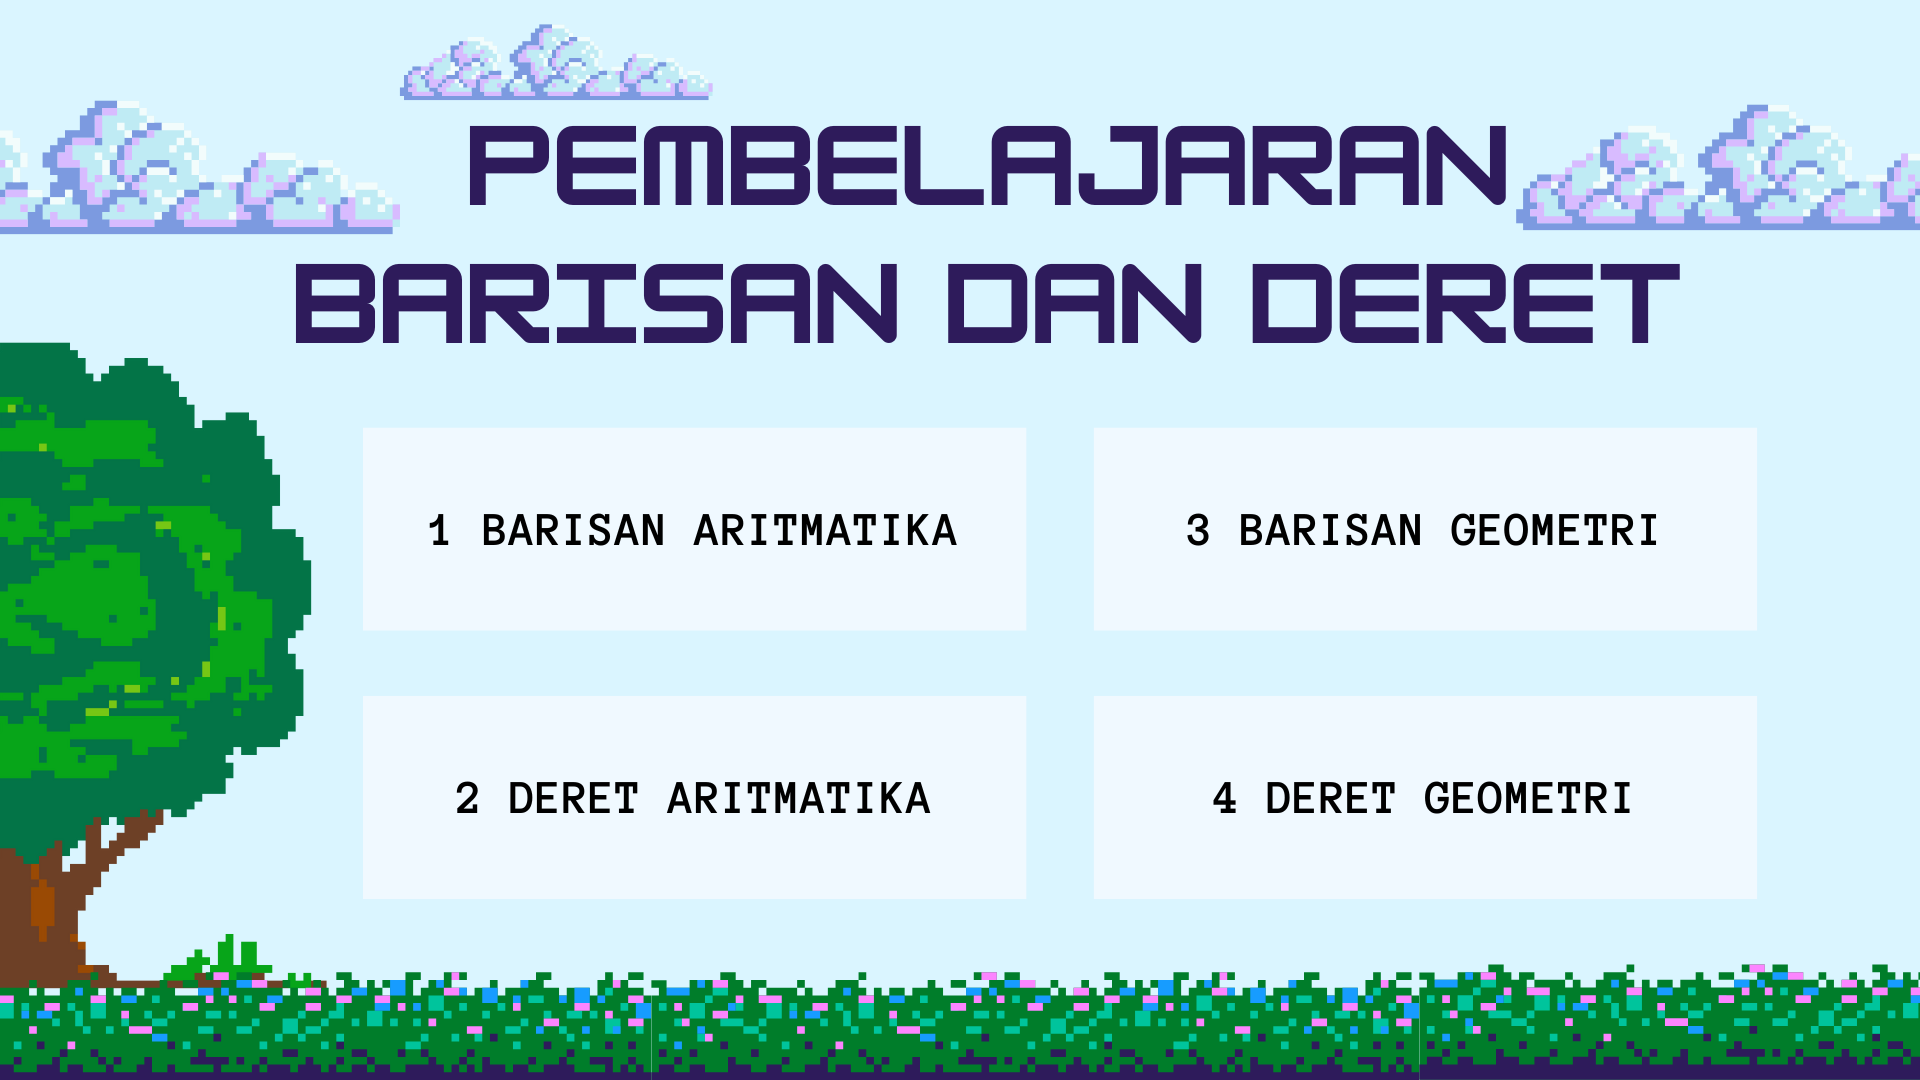 PEMBELAJARAN
BARISAN DAN DERET
1 BARISAN ARITMATIKA
2 DERET ARITMATIKA
3 BARISAN GEOMETRI
4 DERET GEOMETRI